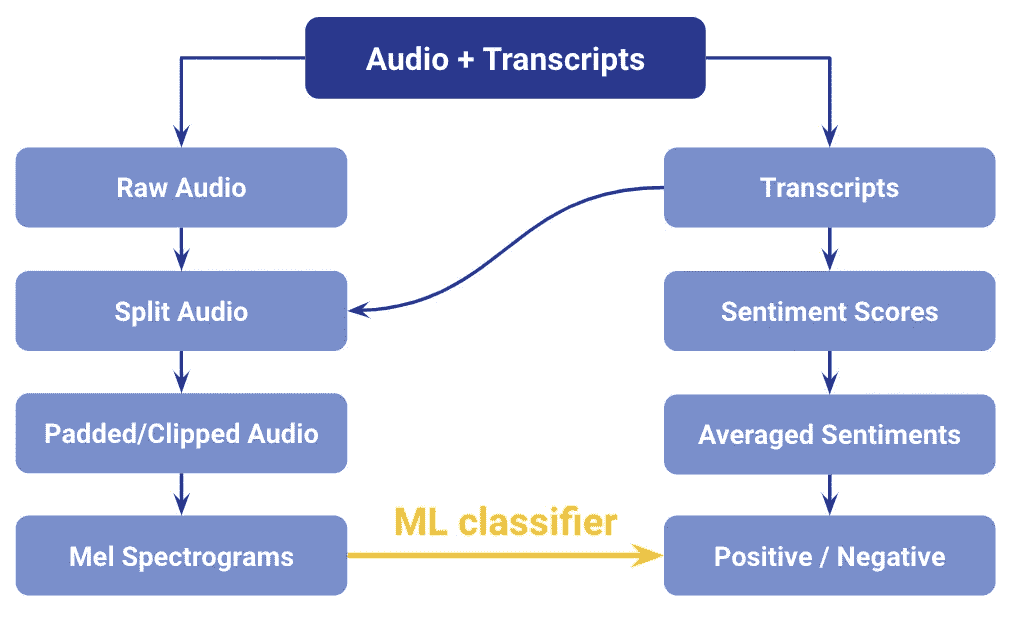 Audio + Transcripts
Raw Audio
Transcripts
Split Audio
Sentiment Scores
Padded/Clipped Audio
Averaged Sentiments
ML classifier
Mel Spectrograms
Positive / Negative